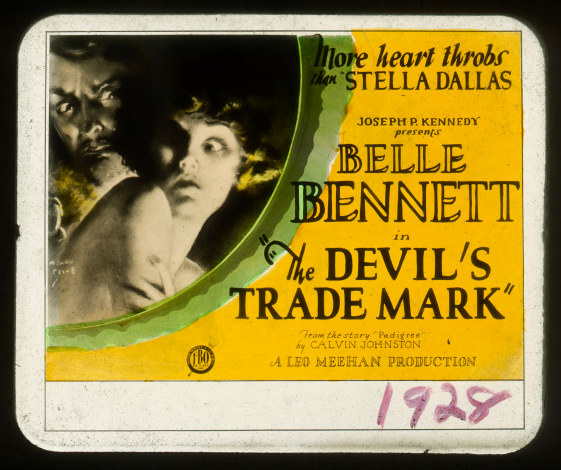 More heart throbs
than STELLA DALLAS
JOSEPH P. KENNEDY
presents
BELLE
BENNETT
in
"The DEVIL'S
TRADE MARK"
From the story "Pedigree"
by CALVIN JOHNSTON
A LEO MEEHAN PRODUCTION
FBO
1928